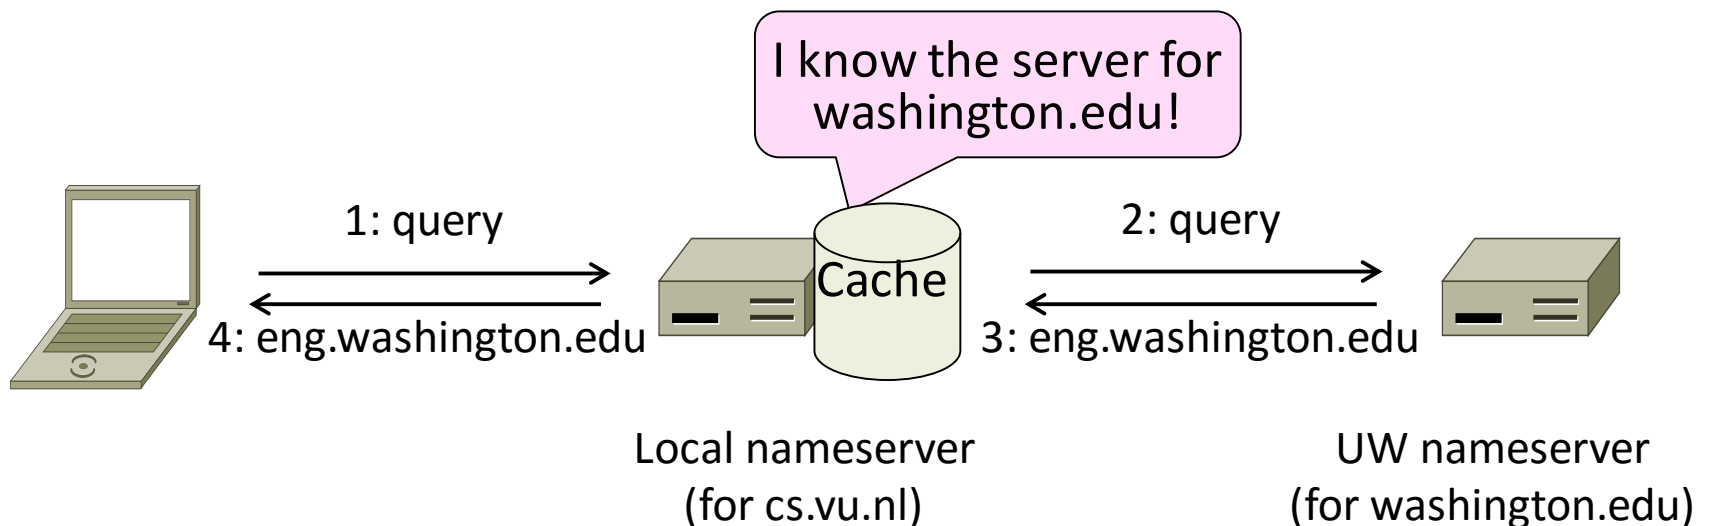 I know the server for
washington.edu!
1: query
2: query
Cache
4: eng.washington.edu
3: eng.washington.edu
Local nameserver
(for cs.vu.nl)
UW nameserver
(for washington.edu)